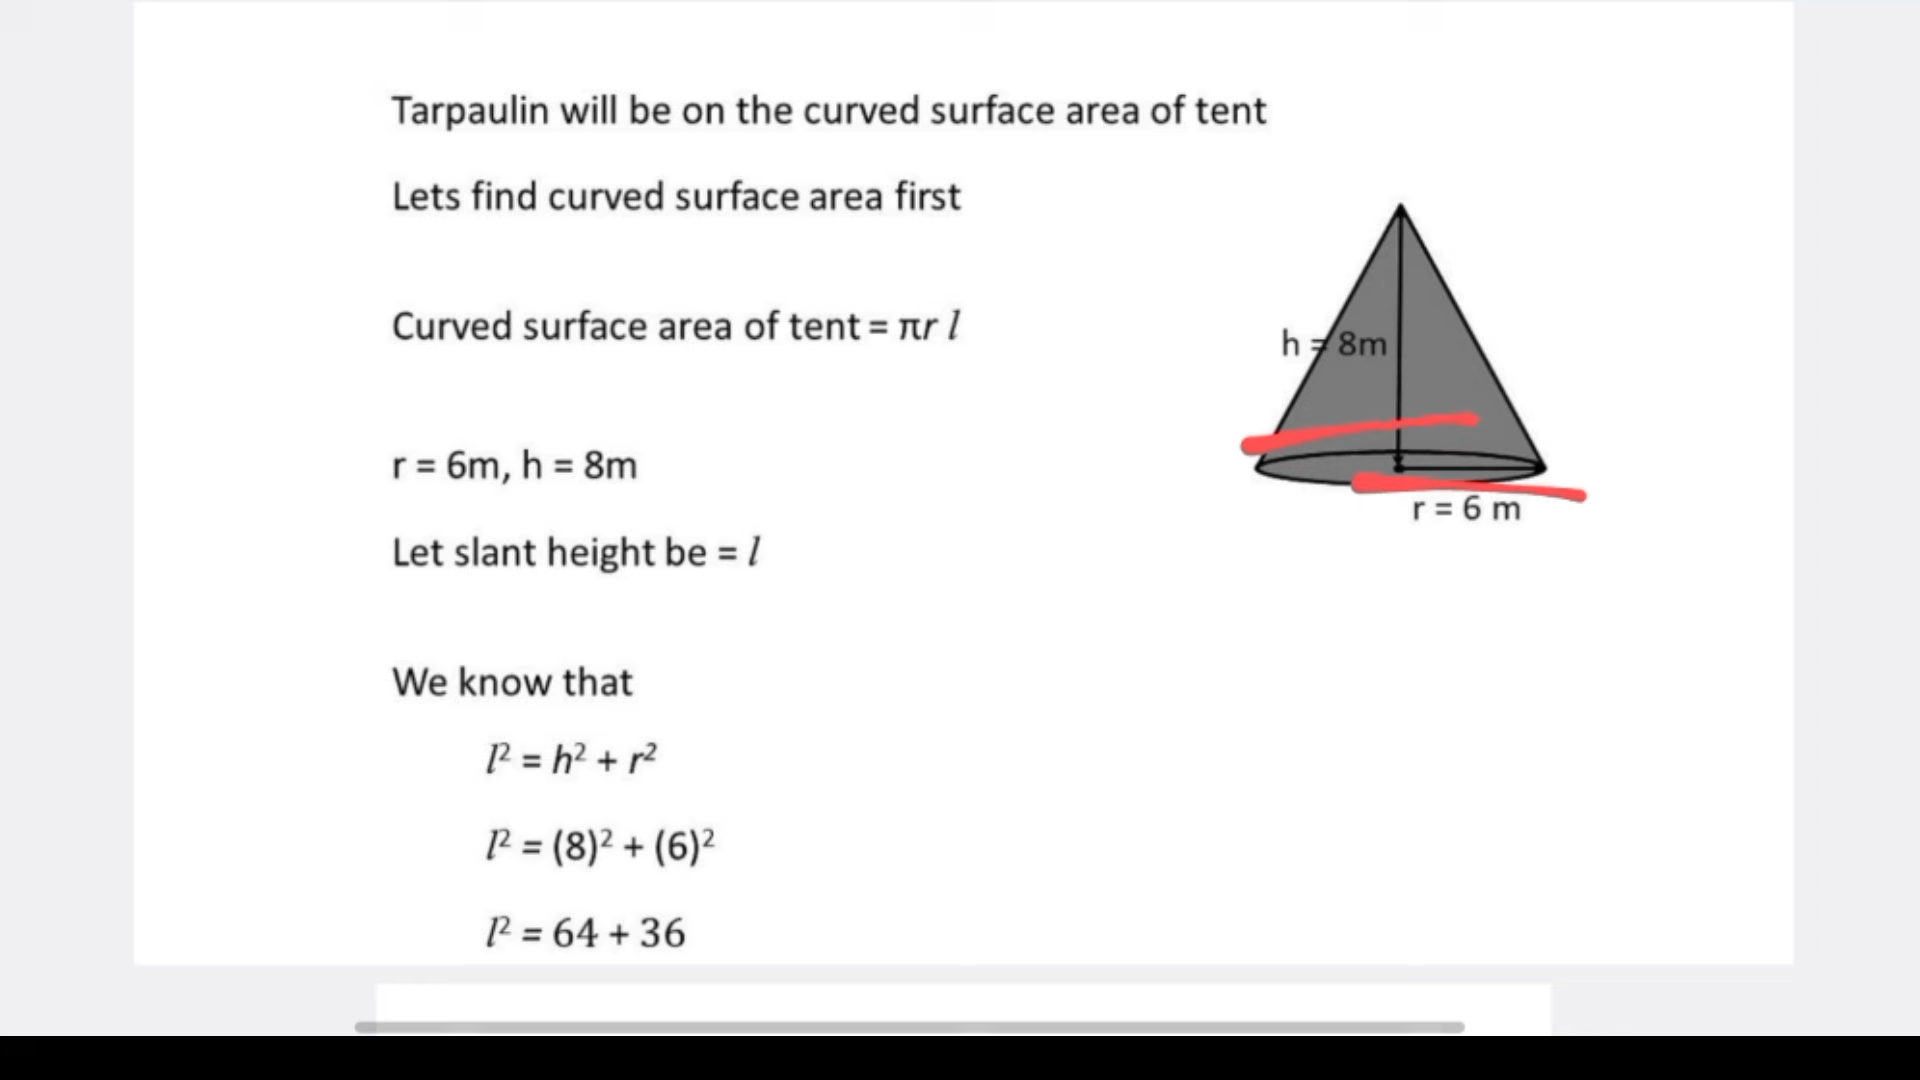 Tarpaulin will be on the curved surface area of tent
Lets find curved surface area first
Curved surface area of tent = πr l
h = 8m
r = 6m, h = 8m
r = 6 m
Let slant height be = l
We know that
l² = h² + r²
l² = (8)² + (6)²
l² = 64 + 36